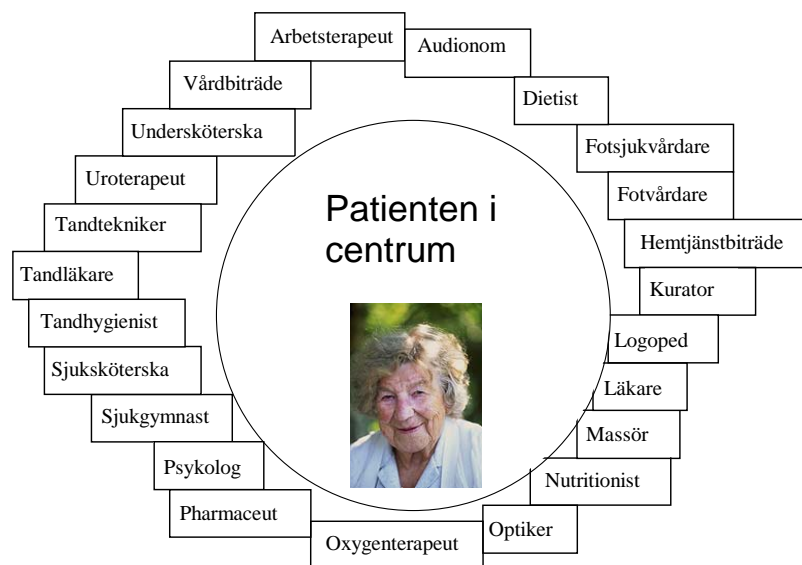 Arbetsterapeut
Audionom
Dietist
Fotsjukvårdare
Fotvårdare
Hemtjänstbiträde
Kurator
Logoped
Läkare
Massör
Nutritionist
Optiker
Oxygenterapeut
Pharmaceut
Psykolog
Sjukgymnast
Sjuksköterska
Tandhygienist
Tandläkare
Tandtekniker
Uroterapeut
Undersköterska
Vårdbiträde
Patienten i
centrum